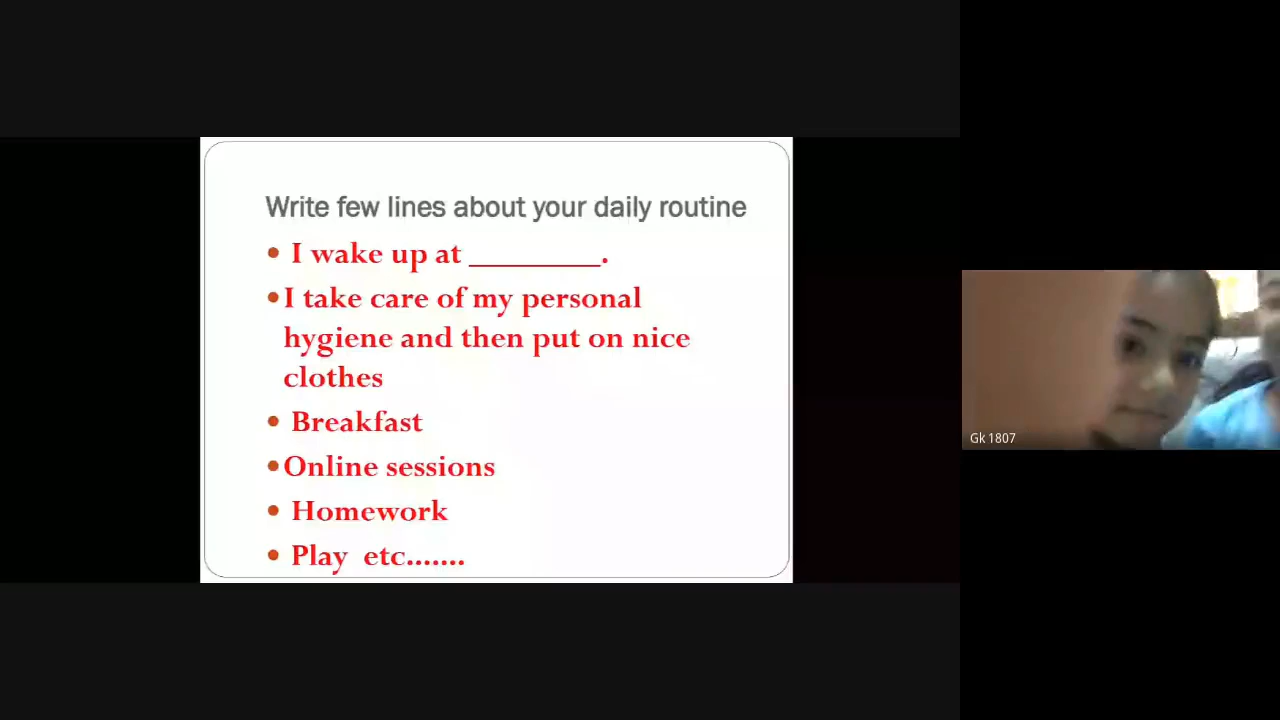 Write few lines about your daily routine
• I wake up at ________.
• I take care of my personal
hygiene and then put on nice
clothes
• Breakfast
• Online sessions
• Homework
• Play etc.......
Gk 1807